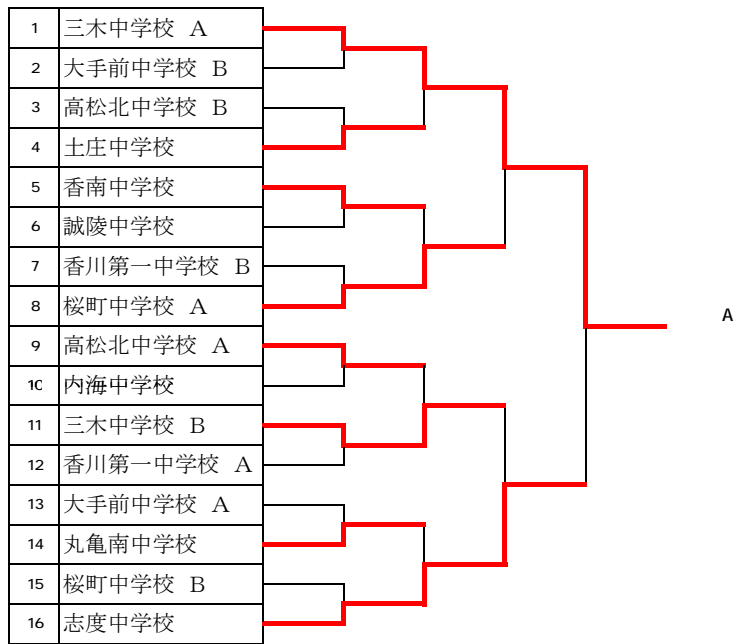 1 三木中学校 A
2 大手前中学校 B
3 高松北中学校 B
4 土庄中学校
5 香南中学校
6 誠陵中学校
7 香川第一中学校 B
8 桜町中学校 A
9 高松北中学校 A
10 内海中学校
11 三木中学校 B
12 香川第一中学校 A
13 大手前中学校 A
14 丸亀南中学校
15 桜町中学校 B
16 志度中学校
A